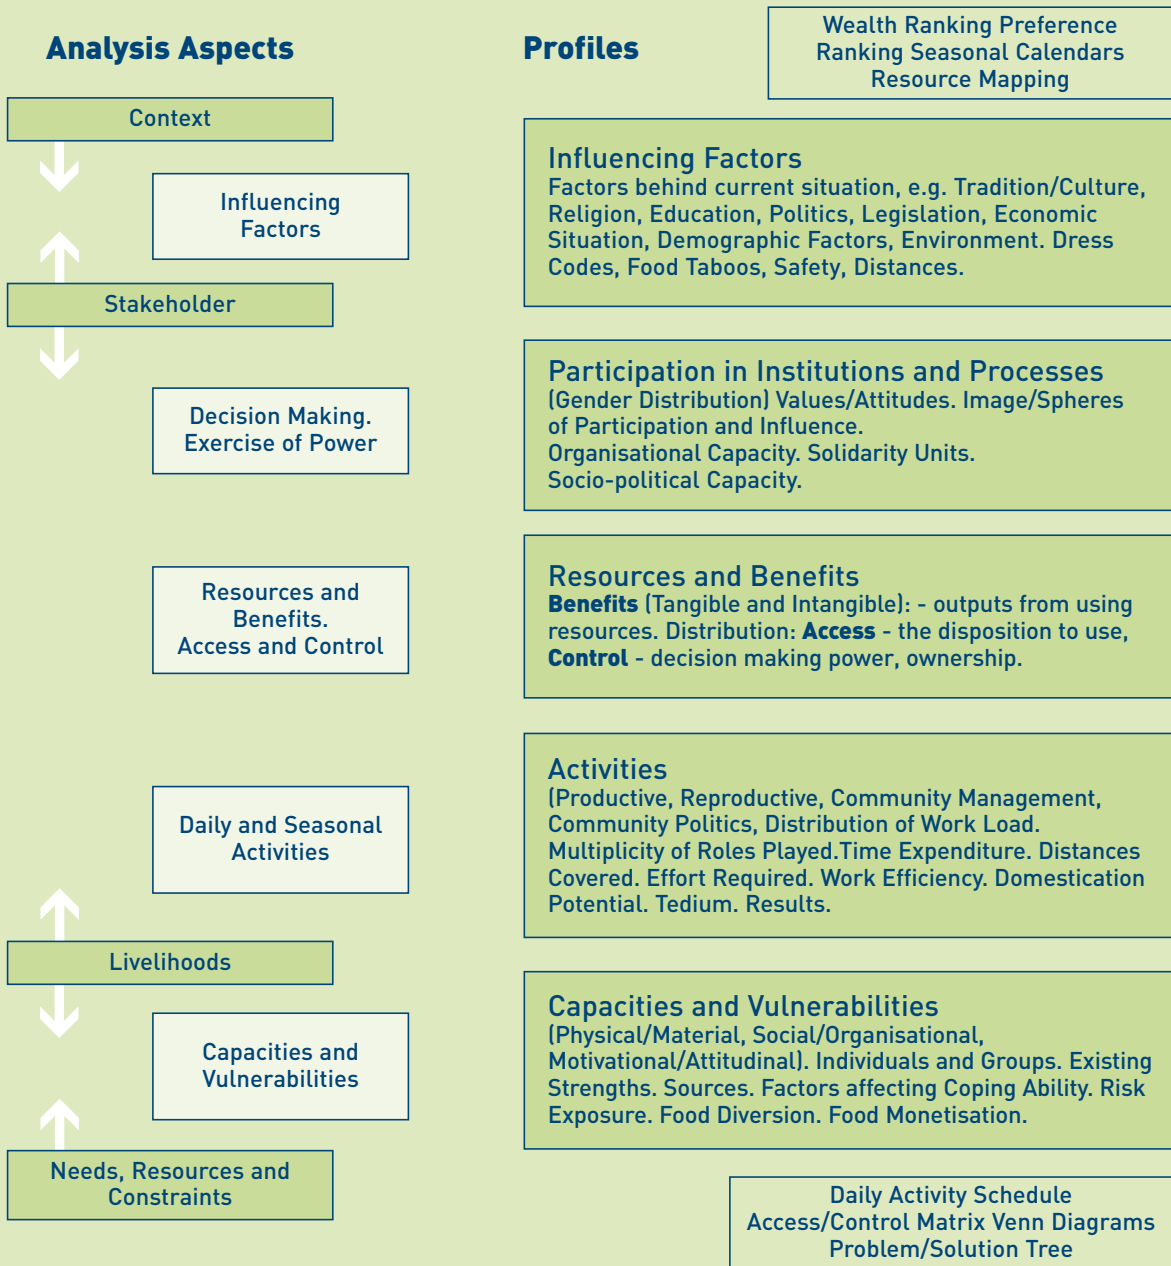 Analysis Aspects
Profiles
Wealth Ranking Preference
Ranking Seasonal Calendars
Resource Mapping
Context
Influencing
Factors
Stakeholder
Decision Making.
Exercise of Power
Resources and
Benefits.
Access and Control
Daily and Seasonal
Activities
Livelihoods
Capacities and
Vulnerabilities
Needs, Resources and
Constraints
Influencing Factors
Factors behind current situation, e.g. Tradition/Culture,
Religion, Education, Politics, Legislation, Economic
Situation, Demographic Factors, Environment. Dress
Codes, Food Taboos, Safety, Distances.
Participation in Institutions and Processes
(Gender Distribution) Values/Attitudes. Image/Spheres
of Participation and Influence.
Organisational Capacity. Solidarity Units.
Socio-political Capacity.
Resources and Benefits
Benefits (Tangible and Intangible): - outputs from using
resources. Distribution: Access - the disposition to use,
Control - decision making power, ownership.
Activities
(Productive, Reproductive, Community Management,
Community Politics, Distribution of Work Load.
Multiplicity of Roles Played.Time Expenditure. Distances
Covered. Effort Required. Work Efficiency. Domestication
Potential. Tedium. Results.
Capacities and Vulnerabilities
(Physical/Material, Social/Organisational,
Motivational/Attitudinal). Individuals and Groups. Existing
Strengths. Sources. Factors affecting Coping Ability. Risk
Exposure. Food Diversion. Food Monetisation.
Daily Activity Schedule
Access/Control Matrix Venn Diagrams
Problem/Solution Tree